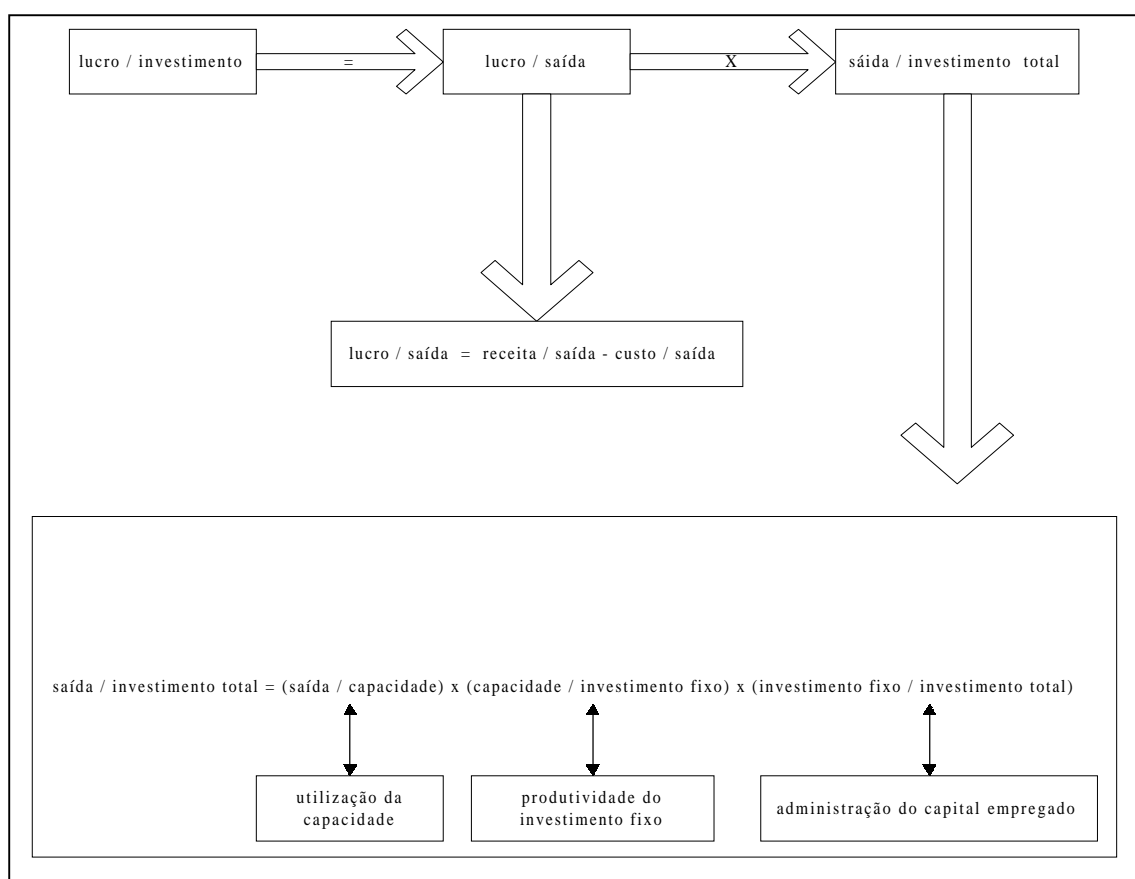 lucro / investimento
=
lucro / saída
X
sáida / investimento total
lucro / saída = receita / saída - custo / saída
saída / investimento total = (saída / capacidade) x (capacidade / investimento fixo) x (investimento fixo / investimento total)
utilização da
capacidade
produtividade do
investimento fixo
administração do capital empregado